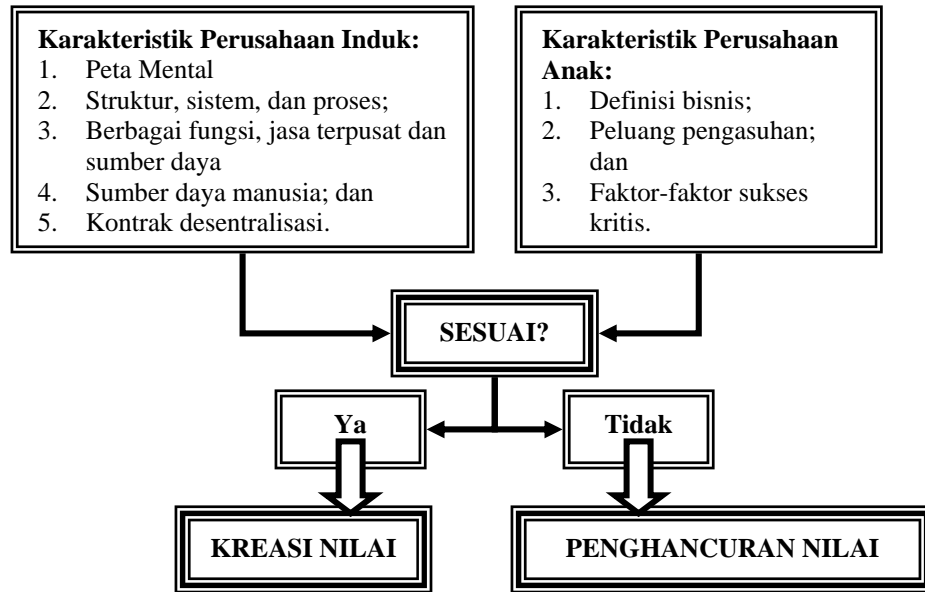 Karakteristik Perusahaan Induk:
1. Peta Mental
2. Struktur, sistem, dan proses;
3. Berbagai fungsi, jasa terpusat dan
sumber daya
4. Sumber daya manusia; dan
5. Kontrak desentralisasi.
Karakteristik Perusahaan
Anak:
1. Definisi bisnis;
2. Peluang pengasuhan;
dan
3. Faktor-faktor sukses
kritis.
SESUAI?
Ya
Tidak
KREASI NILAI
PENGHANCURAN NILAI